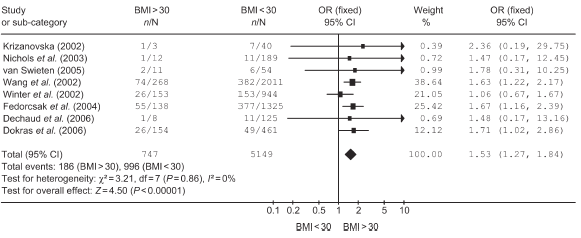 Study or sub-category BMI>30 n/N BMI<30 n/N OR (fixed) 95% CI Weight % OR (fixed) 95% CI
Krizanovska (2002) 1/3 7/40 0.39 2.36 (0.19, 29.75)
Nichols et al. (2003) 1/12 11/189 0.72 1.47 (0.17, 12.45)
van Swieten (2005) 2/11 6/54 0.99 1.78 (0.31, 10.25)
Wang et al. (2002) 74/268 382/2011 38.64 1.63 (1.22, 2.17)
Winter et al. (2002) 26/153 153/944 21.05 1.06 (0.67, 1.67)
Fedorcsak et al. (2004) 55/138 377/1325 25.42 1.67 (1.16, 2.39)
Dechaud et al. (2006) 1/8 11/125 0.69 1.48 (0.17, 13.16)
Dokras et al. (2006) 26/154 49/461 12.12 1.71 (1.02, 2.86)
Total (95% CI) 747 5149 100.00 1.53 (1.27, 1.84)
Total events: 186 (BMI>30), 996 (BMI<30)
Test for heterogeneity: χ²=3.21, df=7 (P=0.86), I²=0%
Test for overall effect: Z=4.50 (P<0.00001)
0.1 0.2 0.5 1 2 5 10
BMI<30 BMI>30